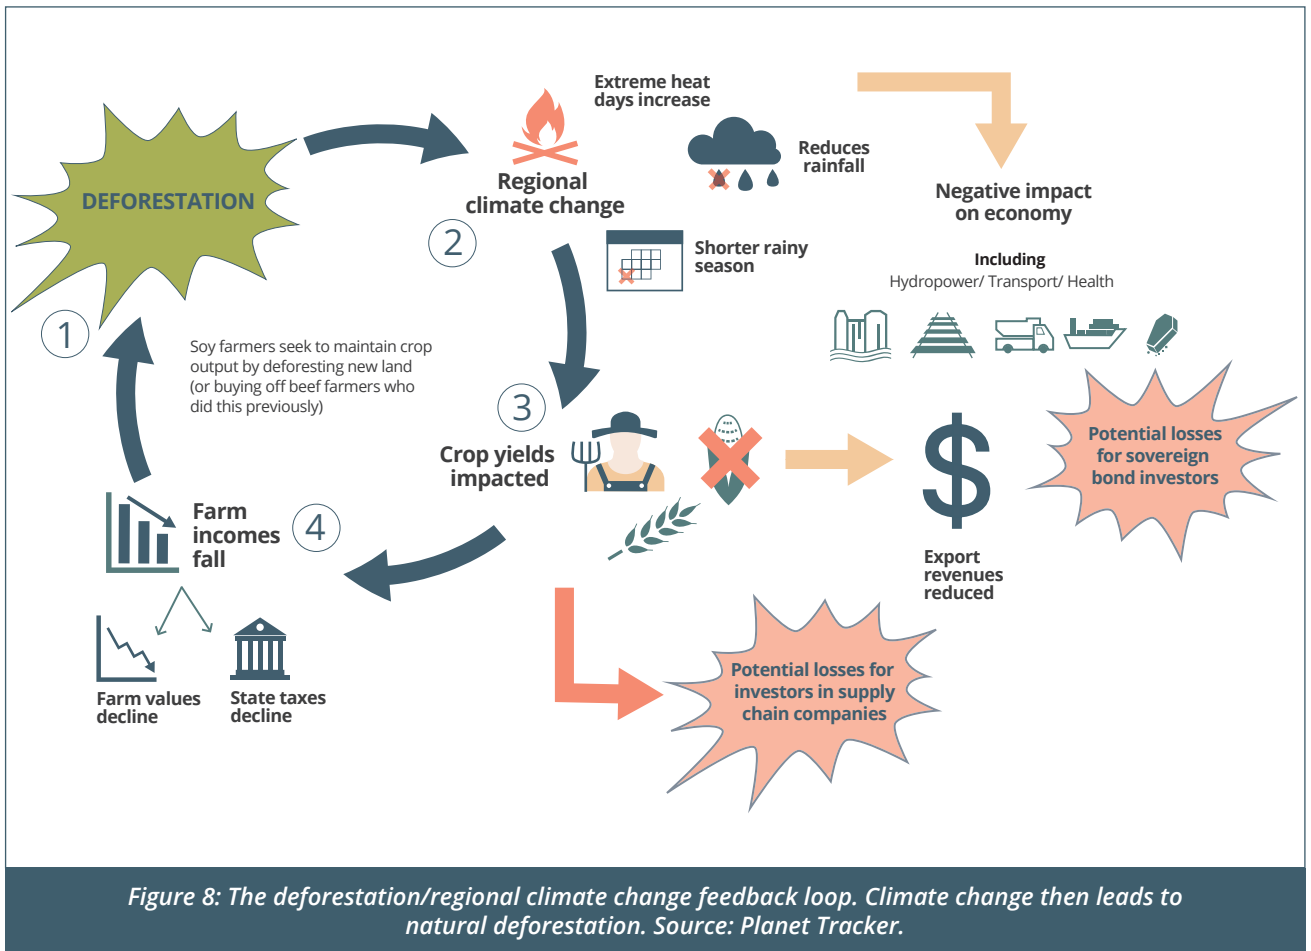 DEFORESTATION
1
Extreme heat
days increase
Reduces
rainfall
Regional
climate change
2
Shorter rainy
season
Negative impact
on economy
Including
Hydropower/ Transport/ Health
Soy farmers seek to maintain crop
output by deforesting new land
(or buying off beef farmers who
did this previously)
3
Crop yields
impacted
$
Export
revenues
reduced
Potential losses
for sovereign
bond investors
Farm
incomes
fall
4
Farm values
decline
State taxes
decline
Potential losses for
investors in supply
chain companies
Figure 8: The deforestation/regional climate change feedback loop. Climate change then leads to
natural deforestation. Source: Planet Tracker.